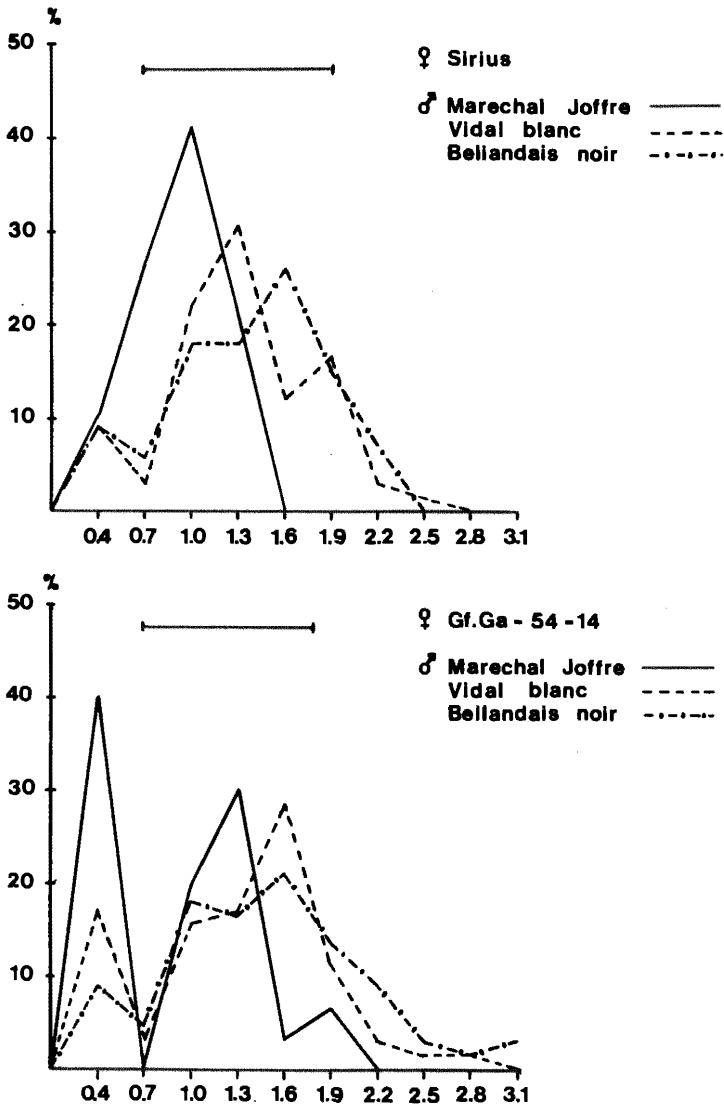 %
50
♀ Sirius
♂ Marechal Joffre
Vidal blanc
Bellandais noir
40
30
20
10
0.4 0.7 1.0 1.3 1.6 1.9 2.2 2.5 2.8 3.1
%
50
♀ Gf.Ga - 54 - 14
♂ Marechal Joffre
Vidal blanc
Bellandais noir
40
30
20
10
0.4 0.7 1.0 1.3 1.6 1.9 2.2 2.5 2.8 3.1